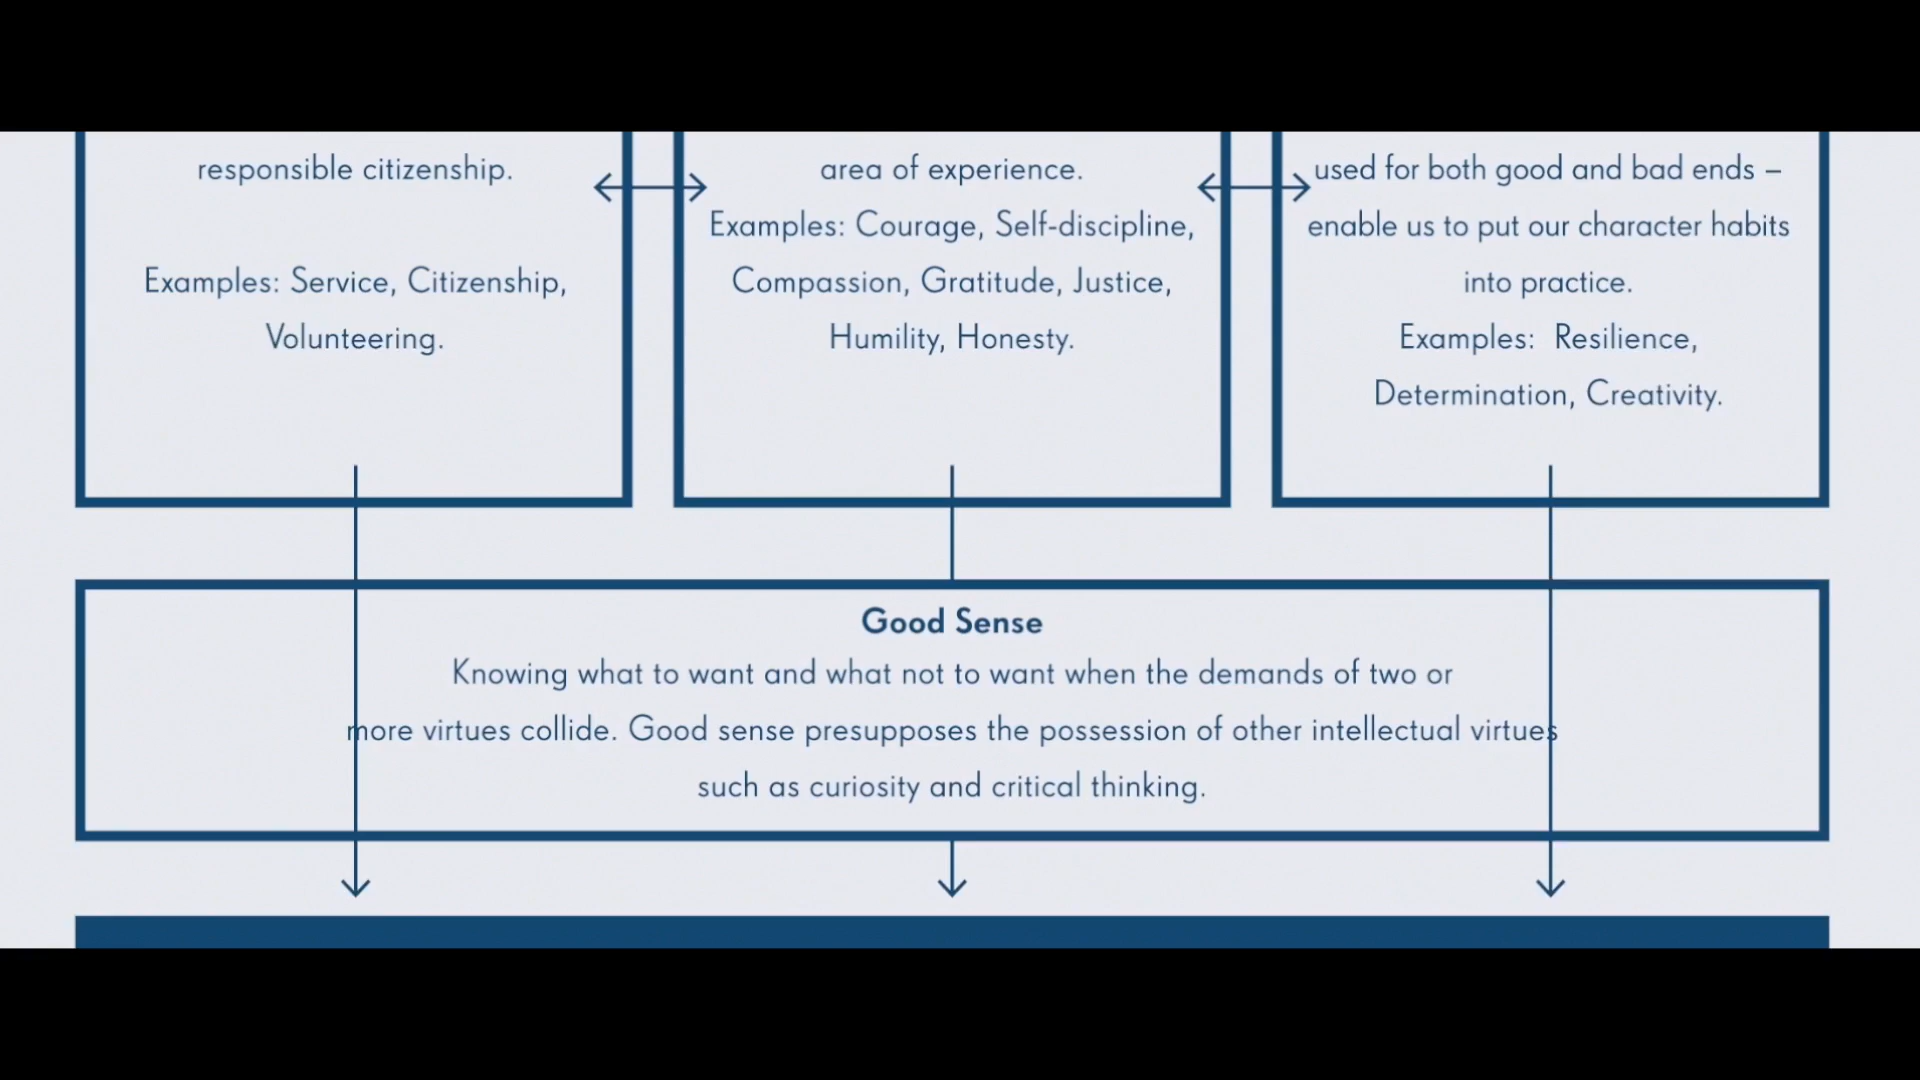 responsible citizenship.
Examples: Service, Citizenship,
Volunteering.
area of experience.
Examples: Courage, Self-discipline,
Compassion, Gratitude, Justice,
Humility, Honesty.
used for both good and bad ends –
enable us to put our character habits
into practice.
Examples:  Resilience,
Determination, Creativity.
Good Sense
Knowing what to want and what not to want when the demands of two or
more virtues collide. Good sense presupposes the possession of other intellectual virtues
such as curiosity and critical thinking.